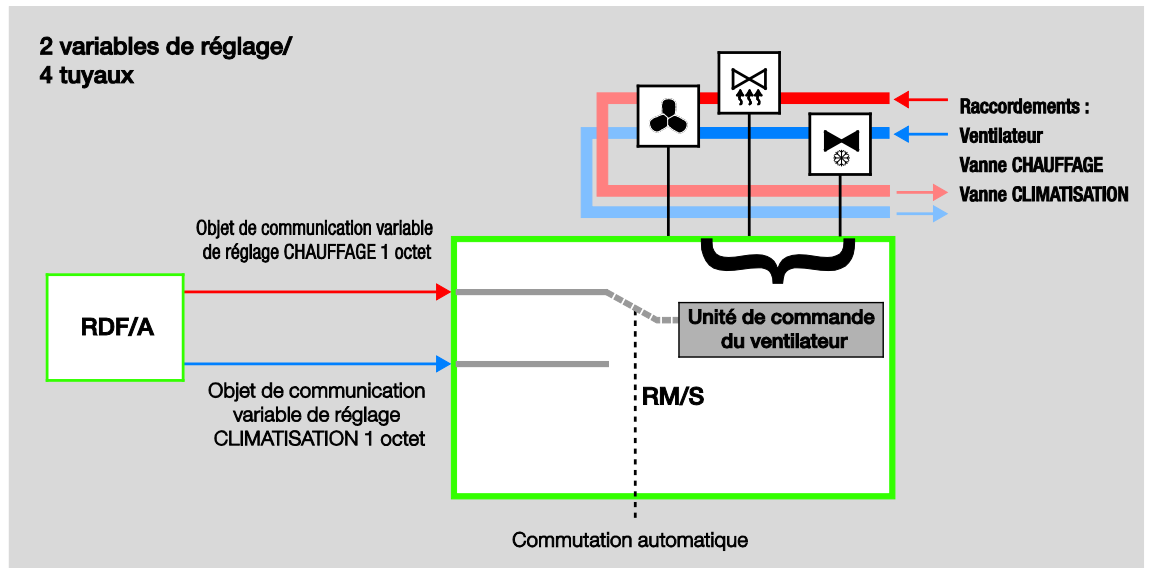 2 variables de réglage/
4 tuyaux
Raccordements :
Ventilateur
Vanne CHAUFFAGE
Vanne CLIMATISATION
Objet de communication variable
de réglage CHAUFFAGE 1 octet
RDF/A
Unité de commande
du ventilateur
Objet de communication
variable de réglage
CLIMATISATION 1 octet
RM/S
Commutation automatique